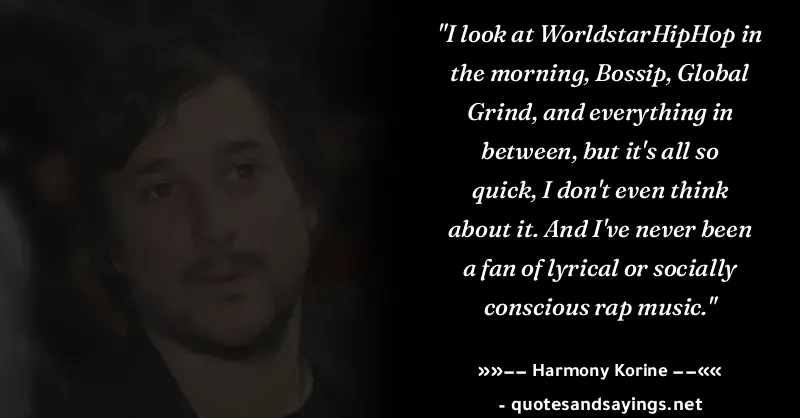 "I look at WorldstarHipHop in
the morning, Bossip, Global
Grind, and everything in
between, but it's all so
quick, I don't even think
about it. And I've never been
a fan of lyrical or socially
conscious rap music."
»»−− Harmony Korine −−««
- quotesandsayings.net